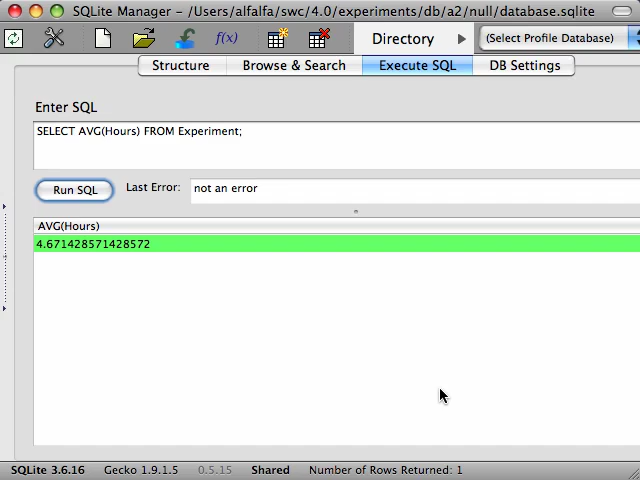 SQLite Manager - /Users/alfalfa/swc/4.0/experiments/db/a2/null/database.sqlite
f(x) Directory (Select Profile Database)
Structure Browse & Search Execute SQL DB Settings
Enter SQL
SELECT AVG(Hours) FROM Experiment;
Run SQL Last Error: not an error
AVG(Hours)
4.671428571428572
SQLite 3.6.16 Gecko 1.9.1.5 0.5.15 Shared Number of Rows Returned: 1